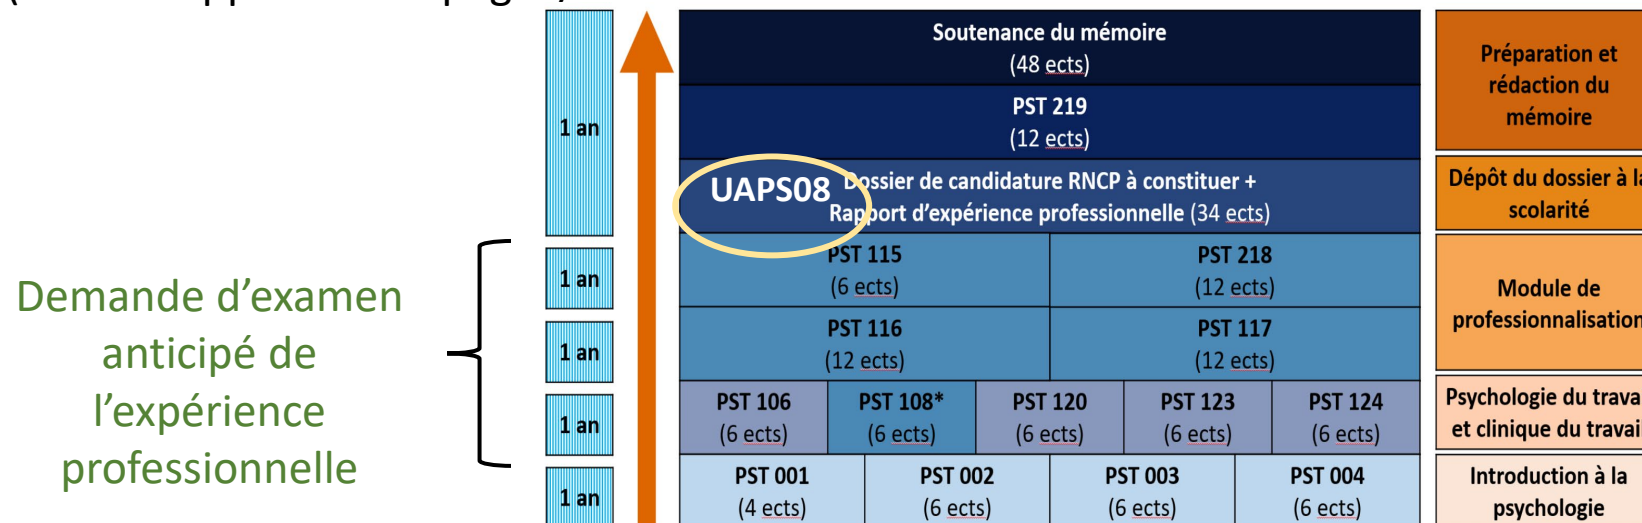 Soutenance du mémoire
(48 ects)
PST 219
(12 ects)
1 an
UAPS08
Dossier de candidature RNCP à constituer +
Rapport d'expérience professionnelle (34 ects)
Préparation et
rédaction du
mémoire
Dépôt du dossier à la
scolarité
Demande d'examen
anticipé de
l'expérience
professionnelle
1 an
PST 115
(6 ects)
PST 218
(12 ects)
1 an
PST 116
(12 ects)
PST 117
(12 ects)
Module de
professionnalisation
1 an
PST 106
(6 ects)
PST 108*
(6 ects)
PST 120
(6 ects)
PST 123
(6 ects)
PST 124
(6 ects)
Psychologie du travai
et clinique du travail
1 an
PST 001
(4 ects)
PST 002
(6 ects)
PST 003
(6 ects)
PST 004
(6 ects)
Introduction à la
psychologie